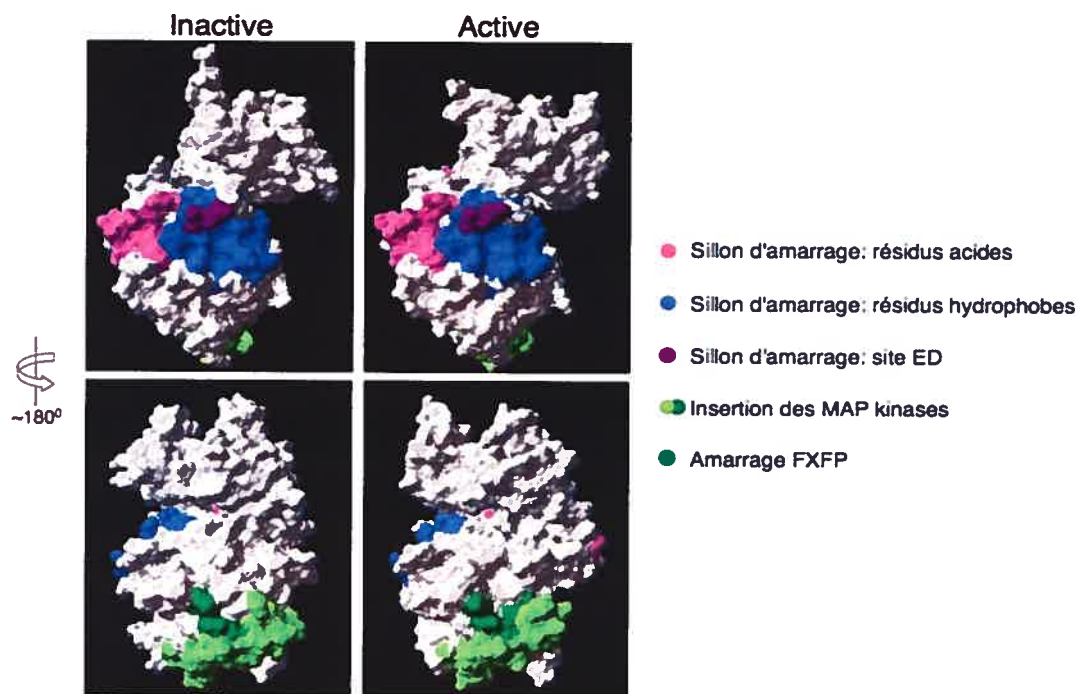 Inactive
Active
Sillon d'amarrage: résidus acides
Sillon d'amarrage: résidus hydrophobes
Sillon d'amarrage: site ED
Insertion des MAP kinases
Amarrage FXFP
~180⁰